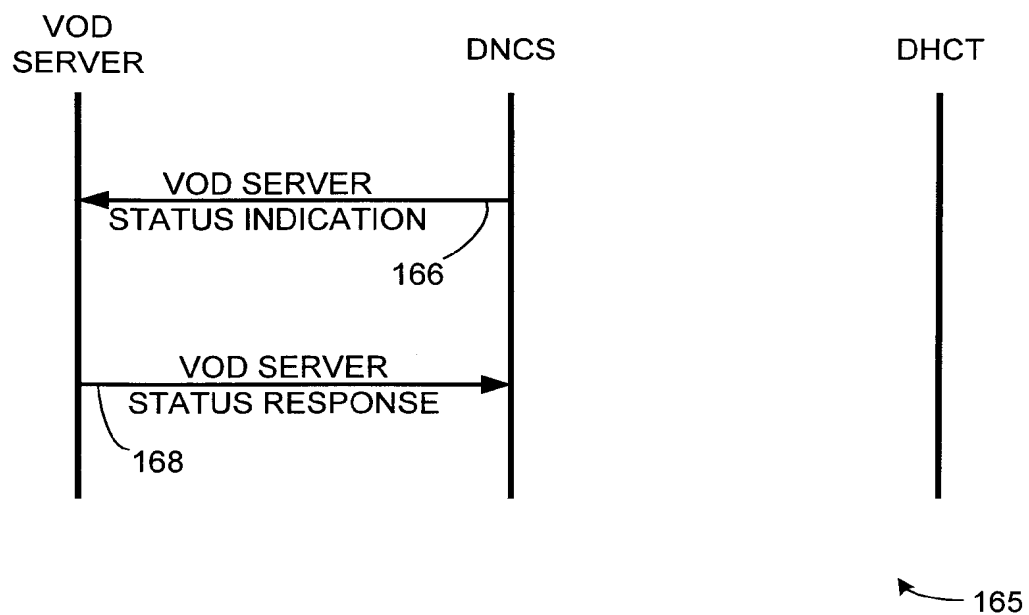 VOD
SERVER
DNCS
DHCT
VOD SERVER
STATUS INDICATION
166
VOD SERVER
STATUS RESPONSE
168
165